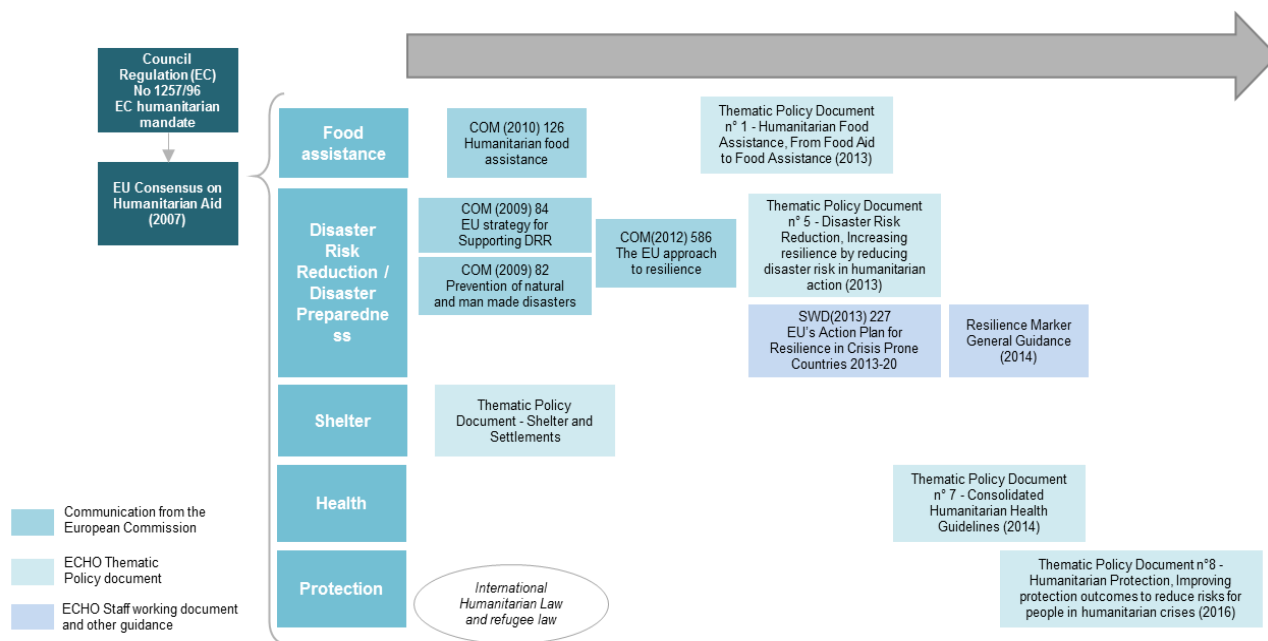 Council
Regulation (EC)
No 1257/96
EC humanitarian
mandate
EU Consensus on
Humanitarian Aid
(2007)
Food
assistance
COM (2010) 126
Humanitarian food
assistance
Thematic Policy Document
n° 1 - Humanitarian Food
Assistance, From Food Aid
to Food Assistance (2013)
Disaster
Risk
Reduction /
Disaster
Preparedne
ss
COM (2009) 84
EU strategy for
Supporting DRR
COM (2009) 82
Prevention of natural
and man made disasters
COM(2012) 586
The EU approach
to resilience
Thematic Policy Document
n° 5 - Disaster Risk
Reduction, Increasing
resilience by reducing
disaster risk in humanitarian
action (2013)
SWD(2013) 227
EU's Action Plan for
Resilience in Crisis Prone
Countries 2013-20
Resilience Marker
General Guidance
(2014)
Shelter
Thematic Policy
Document - Shelter and
Settlements
Health
Thematic Policy Document
n° 7 - Consolidated
Humanitarian Health
Guidelines (2014)
Protection
International
Humanitarian Law
and refugee law
Thematic Policy Document n°8 -
Humanitarian Protection, Improving
protection outcomes to reduce risks for
people in humanitarian crises (2016)
Communication from the
European Commission
ECHO Thematic
Policy document
ECHO Staff working document
and other guidance